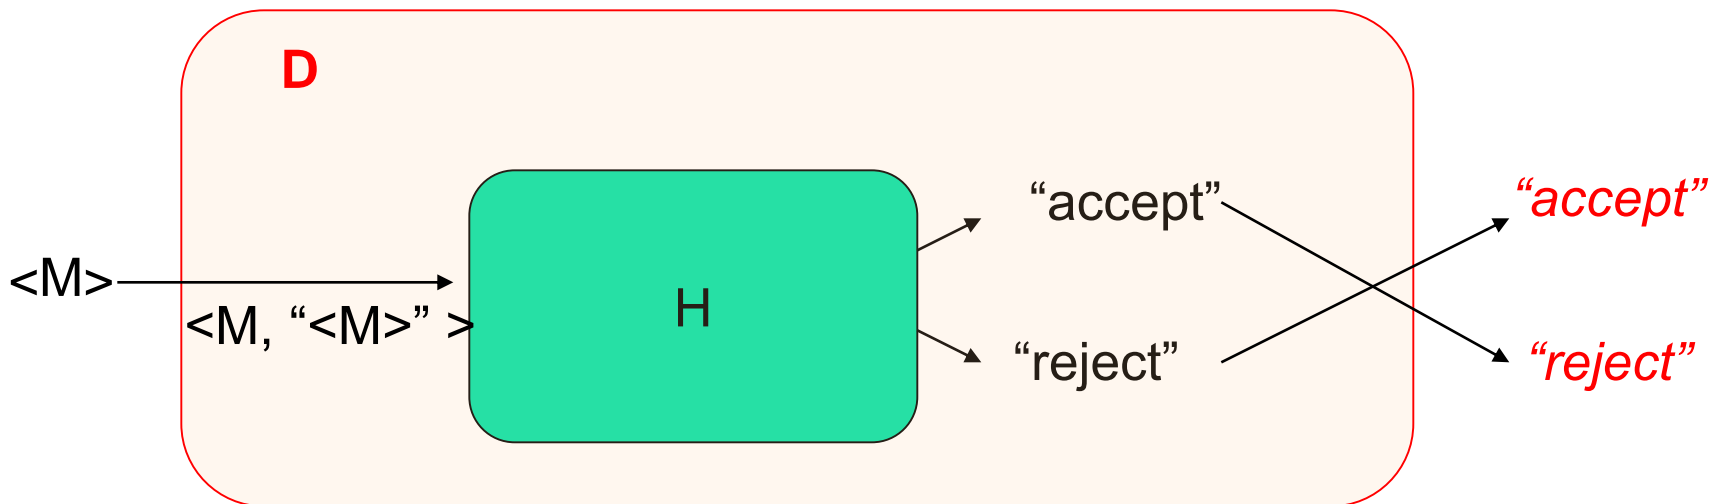 D
“accept”
“accept”
<M>
<M, “<M>” >
H
“reject”
“reject”